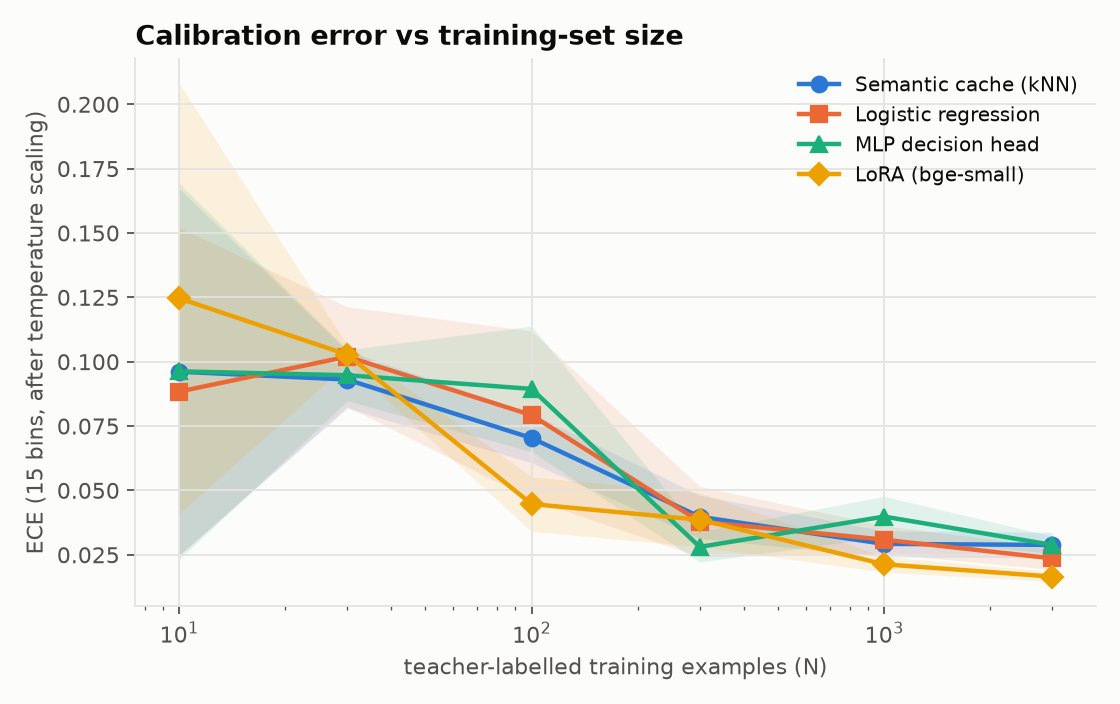 Calibration error vs training-set size
Semantic cache (kNN)
Logistic regression
MLP decision head
LoRA (bge-small)
ECE (15 bins, after temperature scaling)
0.200
0.175
0.150
0.125
0.100
0.075
0.050
0.025
10¹ 10² 10³
teacher-labelled training examples (N)